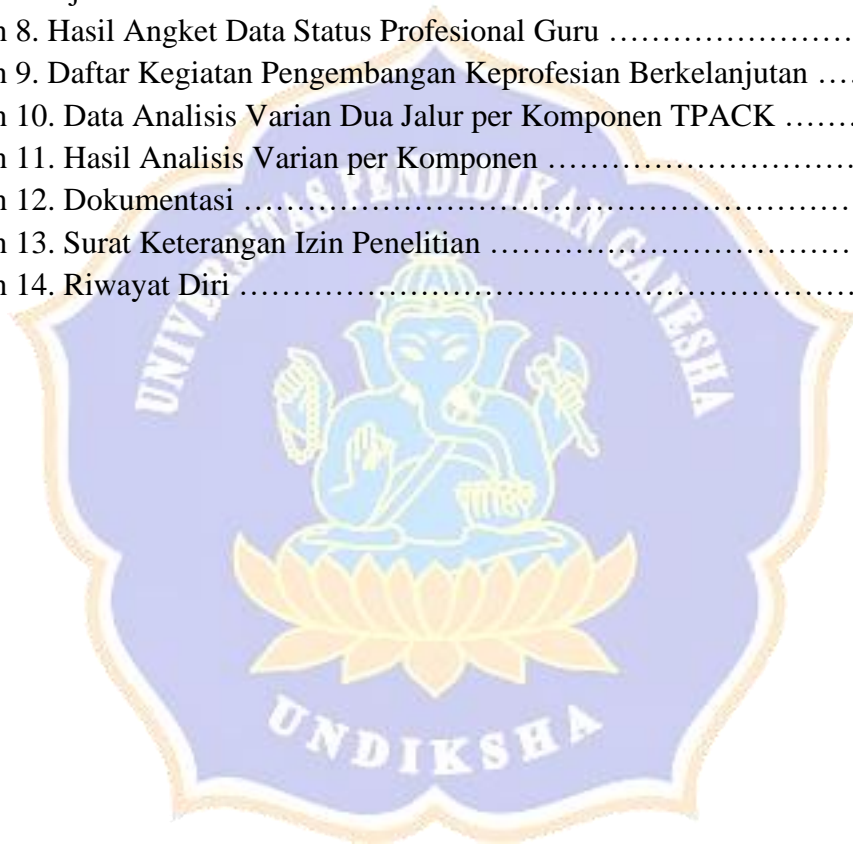 n 8. Hasil Angket Data Status Profesional Guru ……………………
n 9. Daftar Kegiatan Pengembangan Keprofesian Berkelanjutan ….
n 10. Data Analisis Varian Dua Jalur per Komponen TPACK …….
n 11. Hasil Analisis Varian per Komponen …………………………
n 12. Dokumentasi ……………………………………………………
n 13. Surat Keterangan Izin Penelitian ………………………………
n 14. Riwayat Diri ……………………………………………………
UNIVERSITAS PENDIDIKAN GANESHA
UNDIKSHA